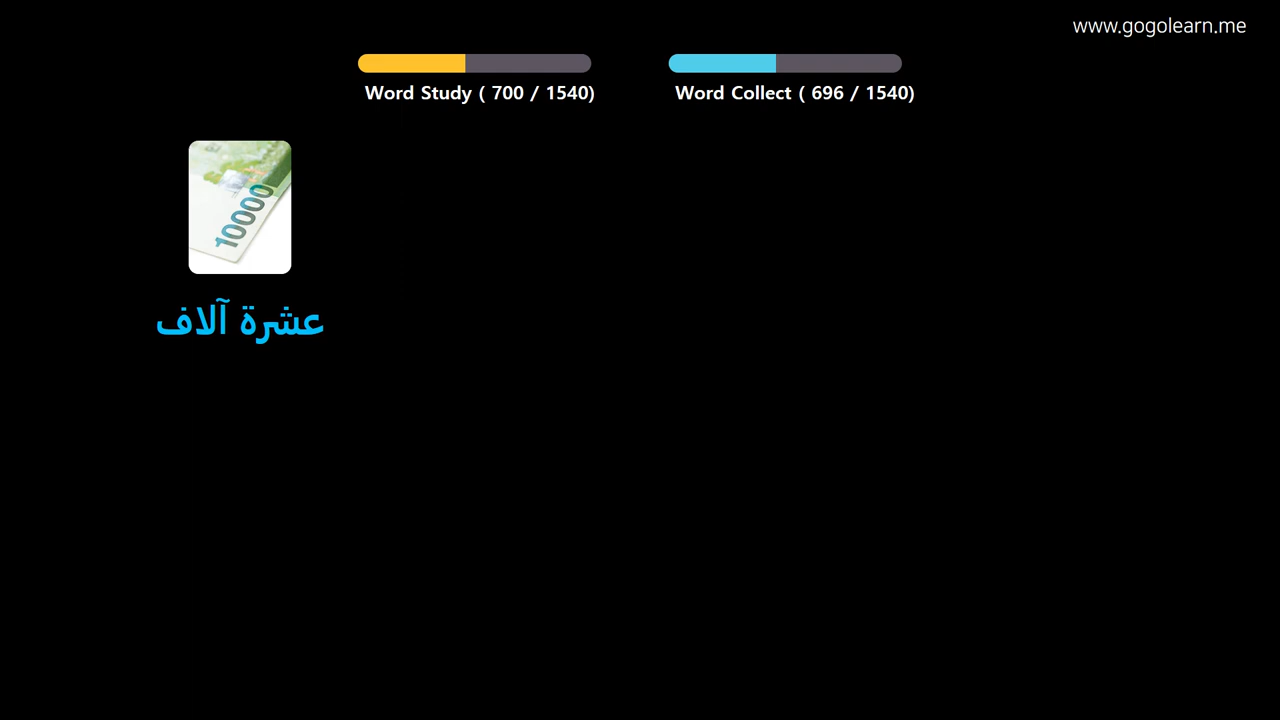 www.gogolearn.me
Word Study ( 700 / 1540)
Word Collect ( 696 / 1540)
10000
عشرة آلاف